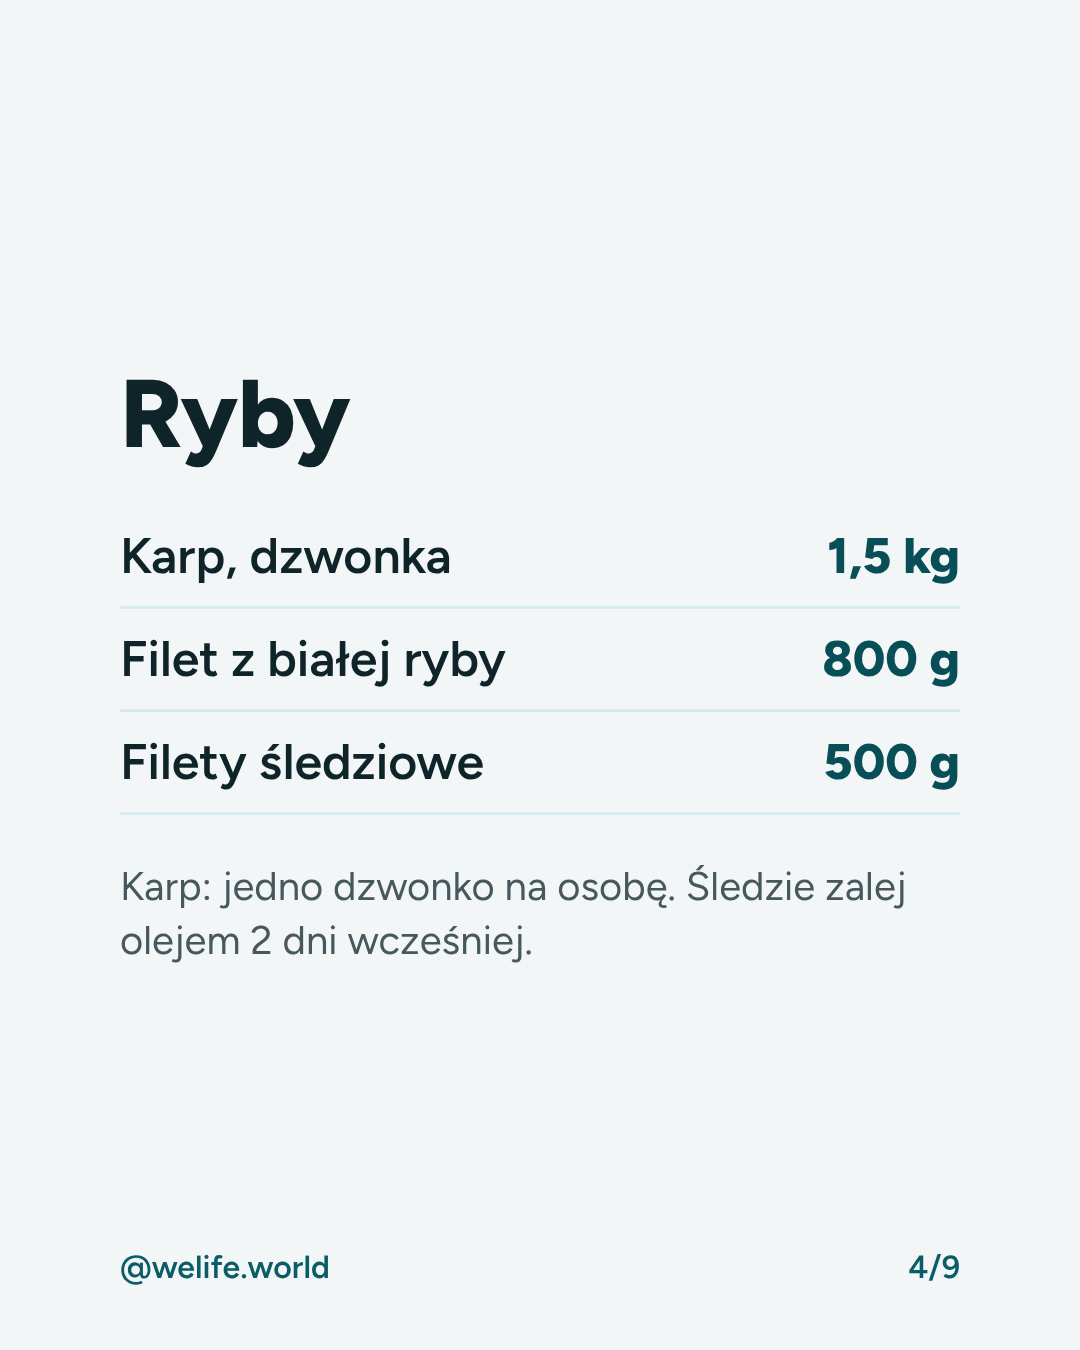 Ryby
Karp, dzwonka 1,5 kg
Filet z białej ryby 800 g
Filety śledziowe 500 g
Karp: jedno dzwonko na osobę. Śledzie zalej
olejem 2 dni wcześniej.
@welife.world 4/9